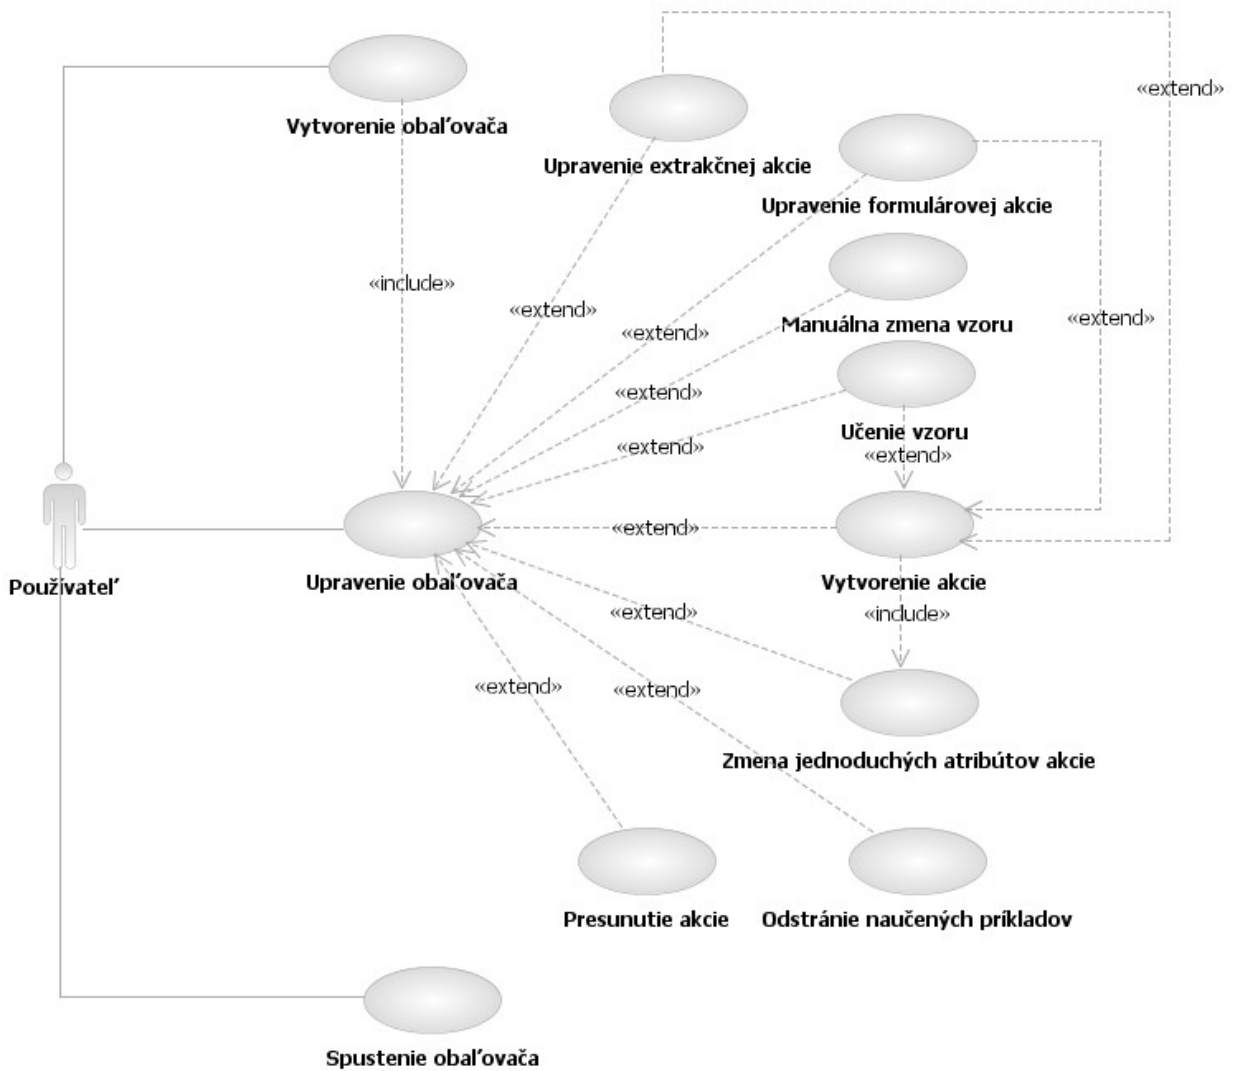 «extend»
Vytvorenie obaľovača
Upravenie extrakčnej akcie
Upravenie formulárovej akcie
«include»
«extend»
«extend»
Manuálna zmena vzoru
«extend»
«extend»
Učenie vzoru
«extend»
«extend»
«extend»
Používateľ
Upravenie obaľovača
Vytvorenie akcie
«extend»
«include»
«extend»
«extend»
Zmena jednoduchých atribútov akcie
Presunutie akcie
Odstránie naučených príkladov
Spustenie obaľovača